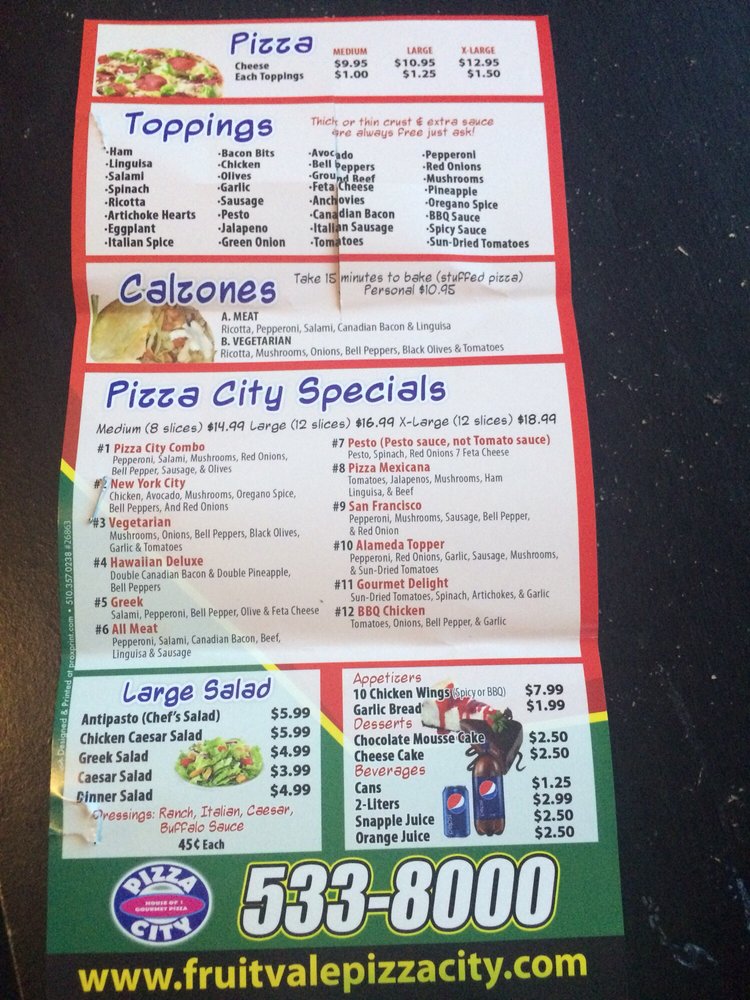 Pizza
MEDIUM LARGE X-LARGE
Cheese $9.95 $10.95 $12.95
Each Toppings $1.00 $1.25 $1.50
Toppings
Thick or thin crust & extra sauce
are always free just ask!
·Ham
·Linguisa
·Salami
·Spinach
·Ricotta
·Artichoke Hearts
·Eggplant
·Italian Spice
·Bacon Bits
·Chicken
·Olives
·Garlic
·Sausage
·Pesto
·Jalapeno
·Green Onion
·Avocado
·Bell Peppers
·Ground Beef
·Feta Cheese
·Anchovies
·Canadian Bacon
·Italian Sausage
·Tomatoes
·Pepperoni
·Red Onions
·Mushrooms
·Pineapple
·Oregano Spice
·BBQ Sauce
·Spicy Sauce
·Sun-Dried Tomatoes
Calzones
Take 15 minutes to bake (stuffed pizza)
Personal $10.95
A. MEAT
Ricotta, Pepperoni, Salami, Canadian Bacon & Linguisa
B. VEGETARIAN
Ricotta, Mushrooms, Onions, Bell Peppers, Black Olives & Tomatoes
Pizza City Specials
Medium (8 slices) $14.99 Large (12 slices) $16.99 X-Large (12 slices) $18.99
#1 Pizza City Combo
Pepperoni, Salami, Mushrooms, Red Onions,
Bell Pepper, Sausage, & Olives
#2 New York City
Chicken, Avocado, Mushrooms, Oregano Spice,
Bell Peppers, And Red Onions
#3 Vegetarian
Mushrooms, Onions, Bell Peppers, Black Olives,
Garlic & Tomatoes
#4 Hawaiian Deluxe
Double Canadian Bacon & Double Pineapple,
Bell Peppers
#5 Greek
Salami, Pepperoni, Bell Pepper, Olive & Feta Cheese
#6 All Meat
Pepperoni, Salami, Canadian Bacon, Beef,
Linguisa & Sausage
#7 Pesto (Pesto sauce, not Tomato sauce)
Pesto, Spinach, Red Onions 7 Feta Cheese
#8 Pizza Mexicana
Tomatoes, Jalapenos, Mushrooms, Ham
Linguisa, & Beef
#9 San Francisco
Pepperoni, Mushrooms, Sausage, Bell Pepper,
& Red Onion
#10 Alameda Topper
Pepperoni, Red Onions, Garlic, Sausage, Mushrooms,
& Sun-Dried Tomatoes
#11 Gourmet Delight
Sun-Dried Tomatoes, Spinach, Artichokes, & Garlic
#12 BBQ Chicken
Tomatoes, Onions, Bell Pepper, & Garlic
Designed & Printed at proxprint.com • 510.357.0238 #26863
Large Salad
Antipasto (Chef's Salad) $5.99
Chicken Caesar Salad $5.99
Greek Salad $4.99
Caesar Salad $3.99
Dinner Salad $4.99
Dressings: Ranch, Italian, Caesar,
Buffalo Sauce
45¢ Each
Appetizers
10 Chicken Wings (Spicy or BBQ) $7.99
Garlic Bread $1.99
Desserts
Chocolate Mousse Cake $2.50
Cheese Cake $2.50
Beverages
Cans $1.25
2-Liters $2.99
Snapple Juice $2.50
Orange Juice $2.50
PIZZA
HOUSE OF 1
GOURMET PIZZA
CITY
533-8000
www.fruitvalepizzacity.com